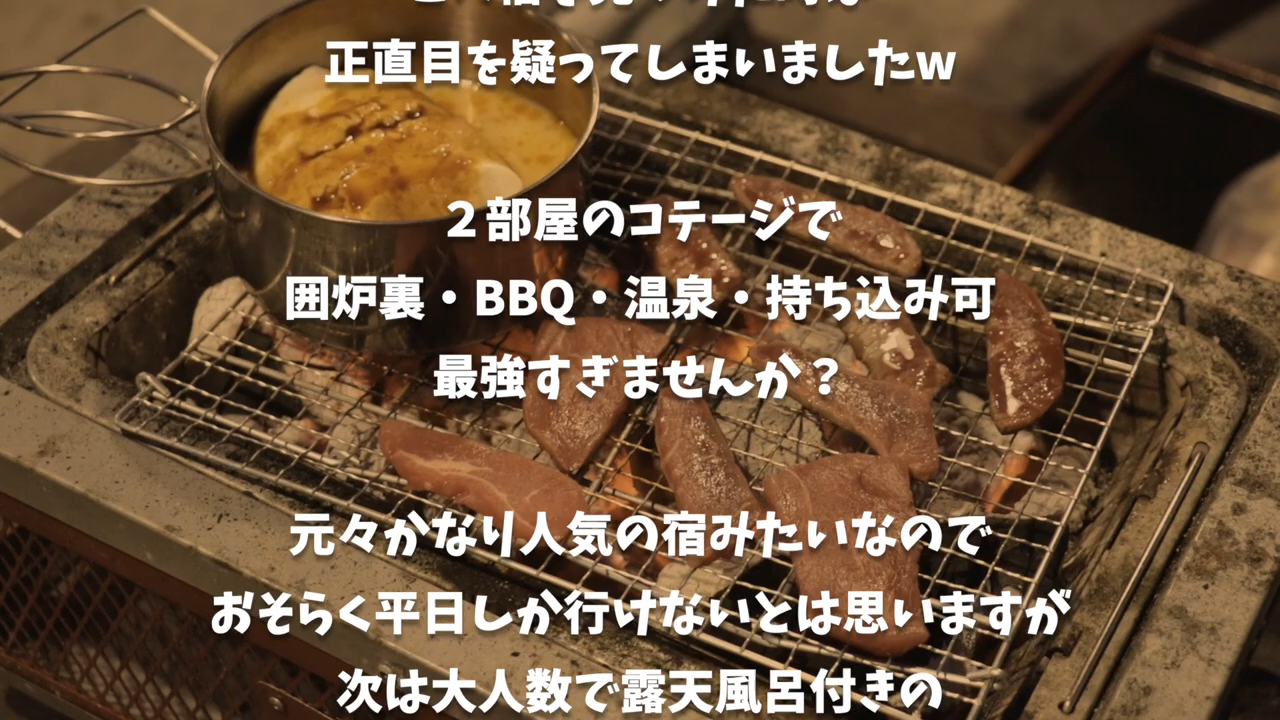 正直目を疑ってしまいましたw
２部屋のコテージで
囲炉裏・BBQ・温泉・持ち込み可
最強すぎませんか？
元々かなり人気の宿みたいなので
おそらく平日しか行けないとは思いますが
次は大人数で露天風呂付きの